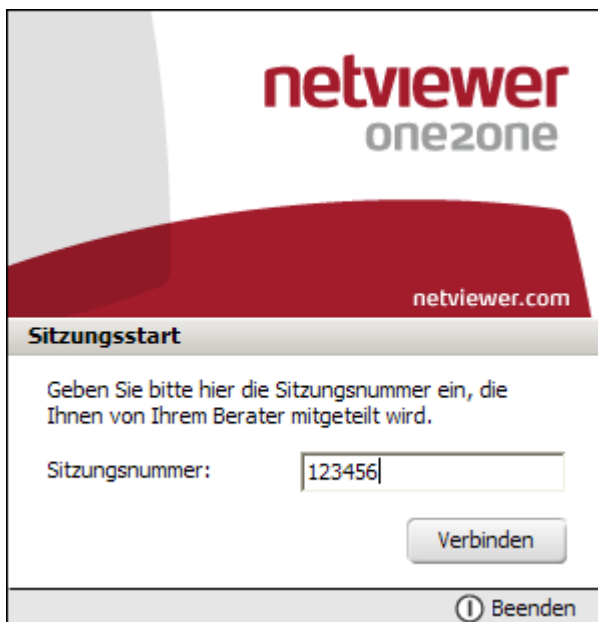 netviewer
one2one
netviewer.com
Sitzungsstart
Geben Sie bitte hier die Sitzungsnummer ein, die
Ihnen von Ihrem Berater mitgeteilt wird.
Sitzungsnummer: 123456
Verbinden
Beenden